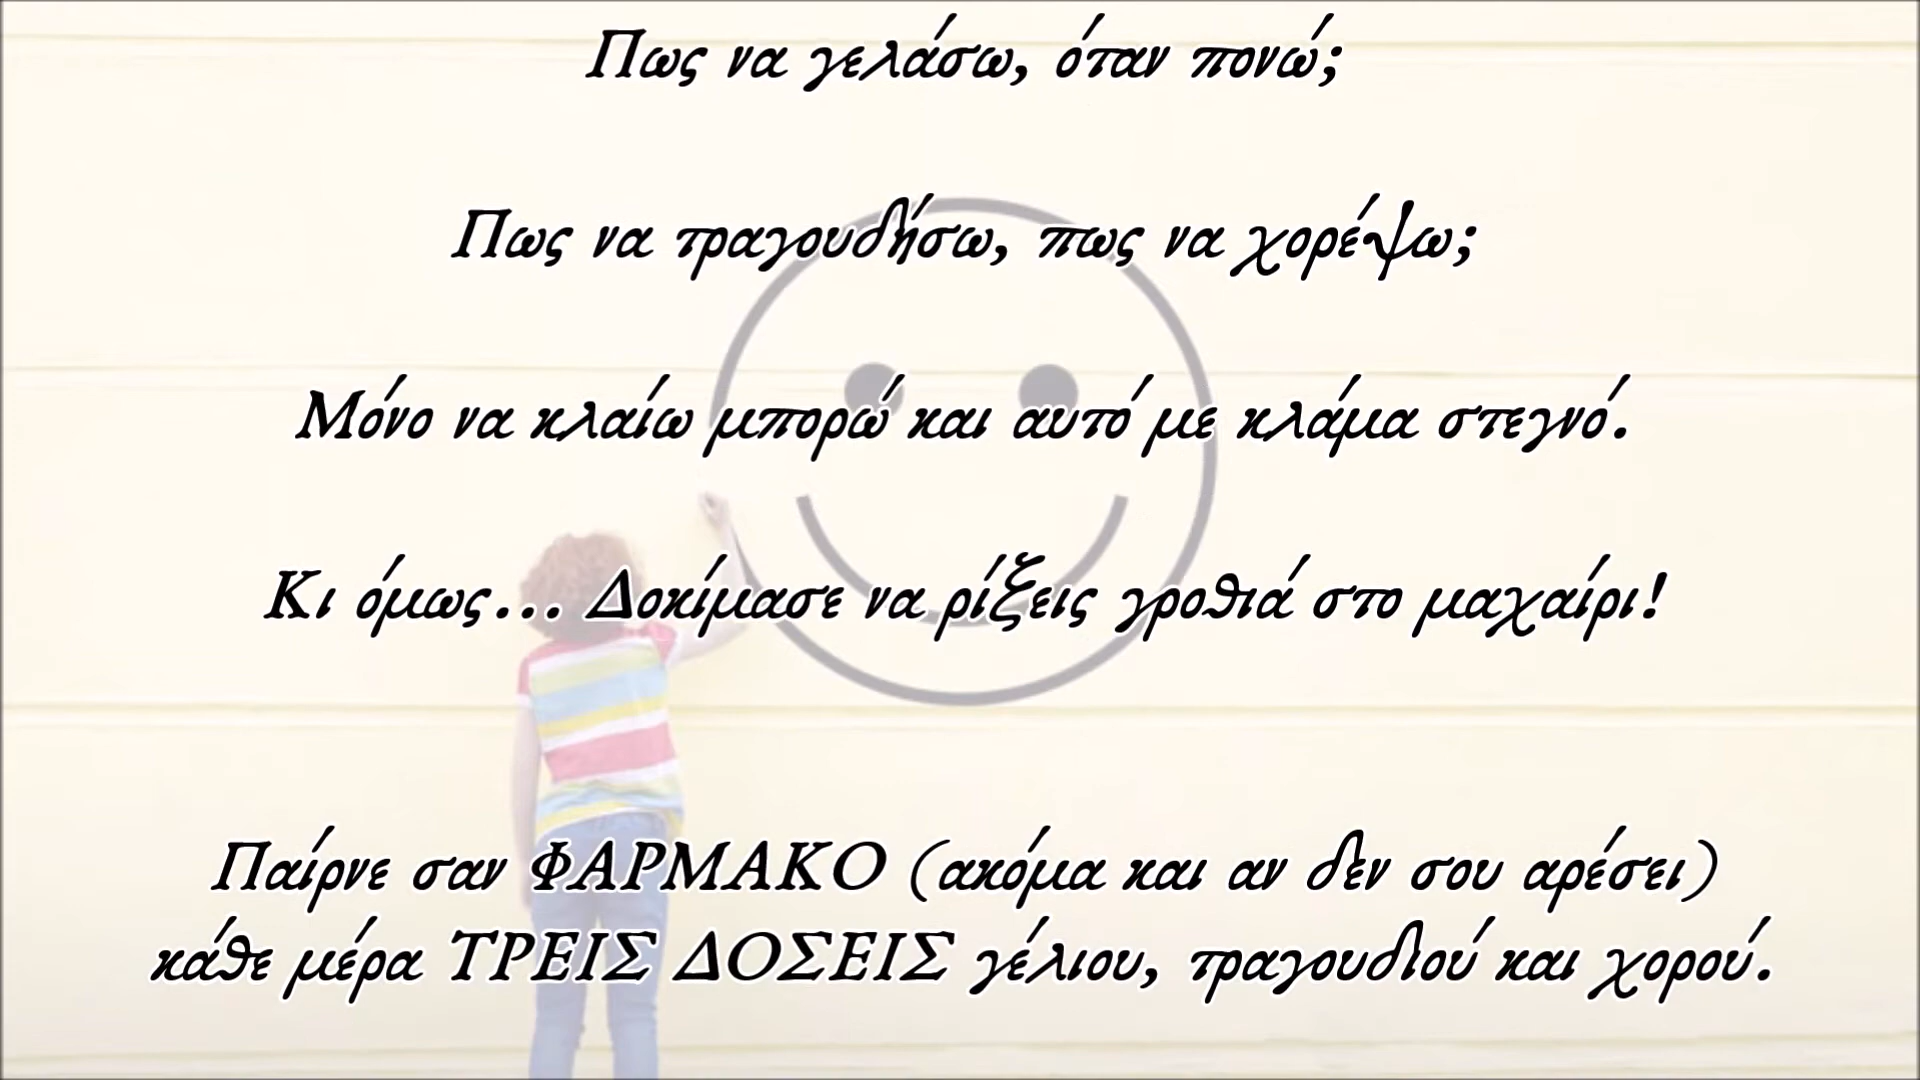 Πως να γελάσω, όταν πονώ;
Πως να τραγουδήσω, πως να χορέψω;
Μόνο να κλαίω μπορώ και αυτό με κλάμα στεγνό.
Κι όμως... Δοκίμασε να ρίξεις γροθιά στο μαχαίρι!
Παίρνε σαν ΦΑΡΜΑΚΟ (ακόμα και αν δεν σου αρέσει)
κάθε μέρα ΤΡΕΙΣ ΔΟΣΕΙΣ γέλιου, τραγουδιού και χορού.